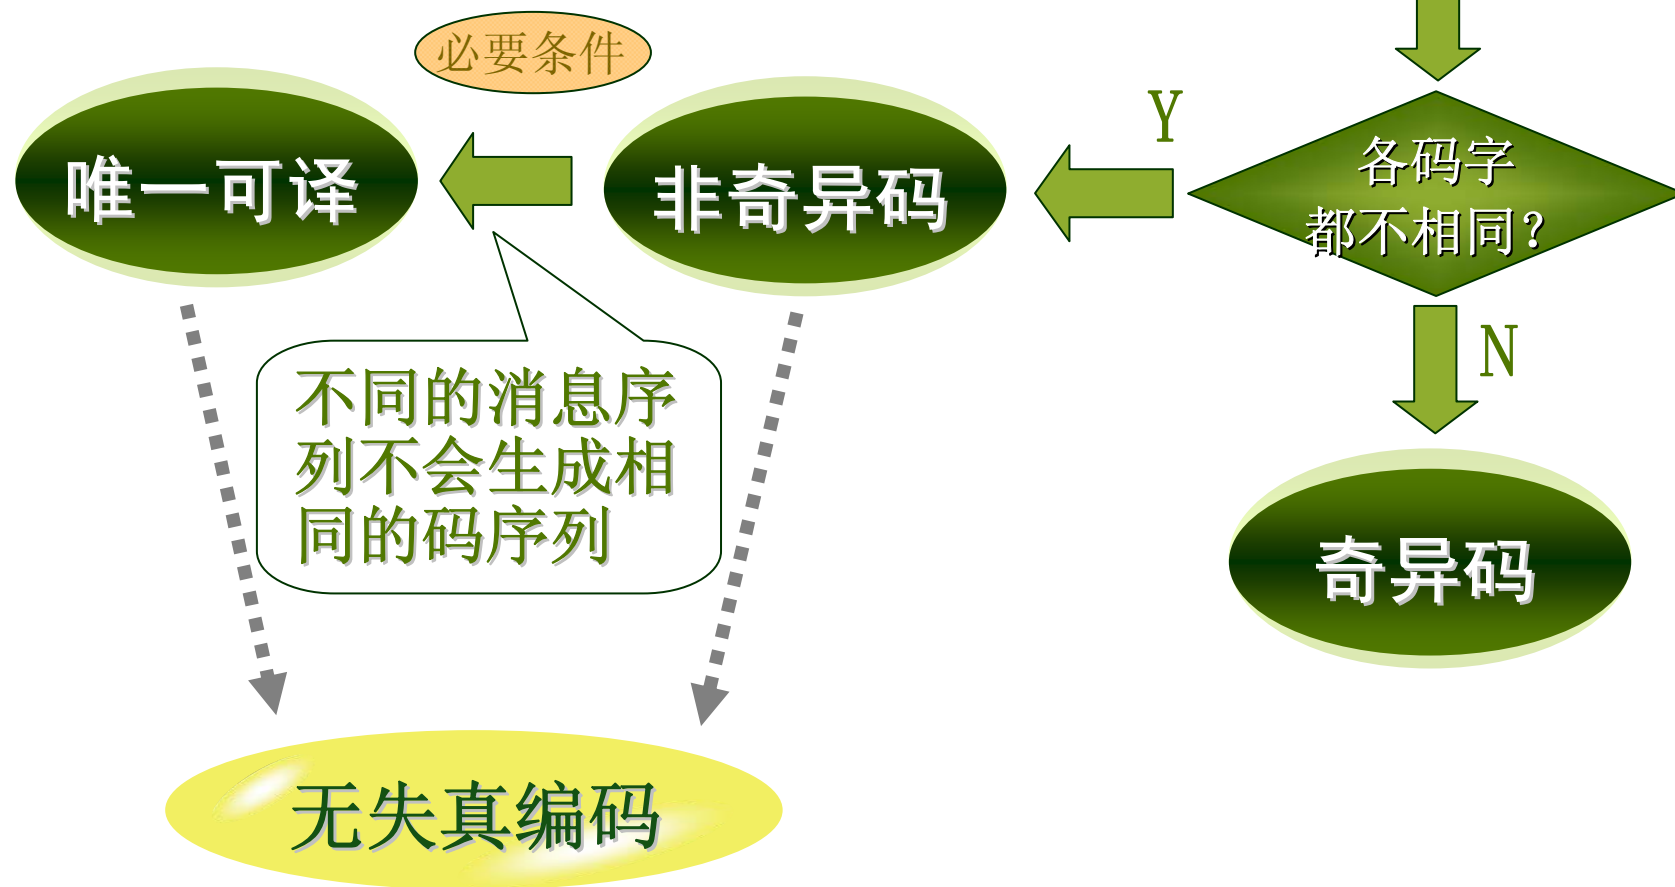 必要条件
Y
唯一可译
非奇异码
各码字
都不相同？
N
不同的消息序
列不会生成相
同的码序列
奇异码
无失真编码